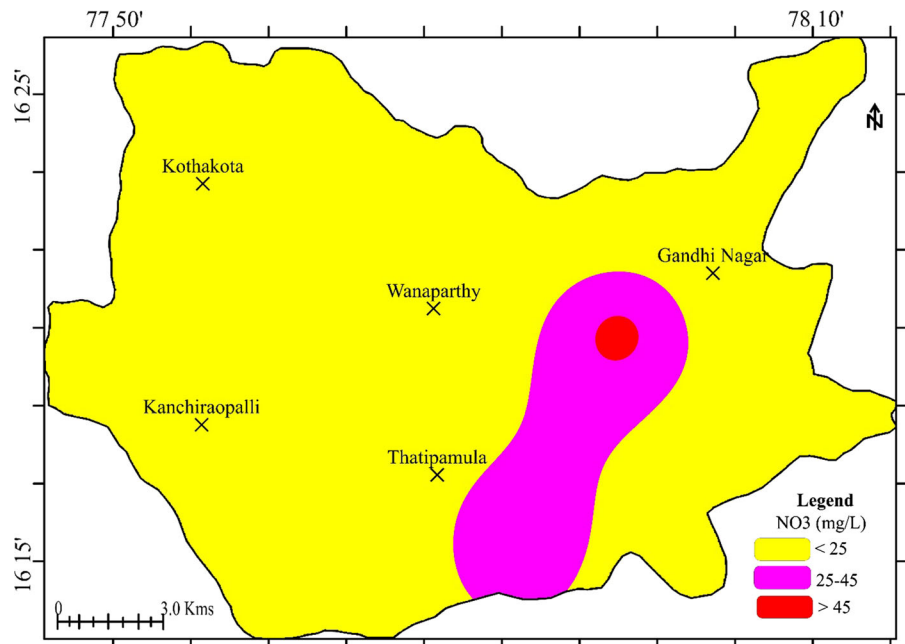 77.50'
78.10'
16 25'
N
Kothakota
Gandhi Nagar
Wanaparthy
Kanchiraopalli
Thatipamula
16 15'
Legend
NO3 (mg/L)
< 25
25-45
> 45
0 3.0 Kms